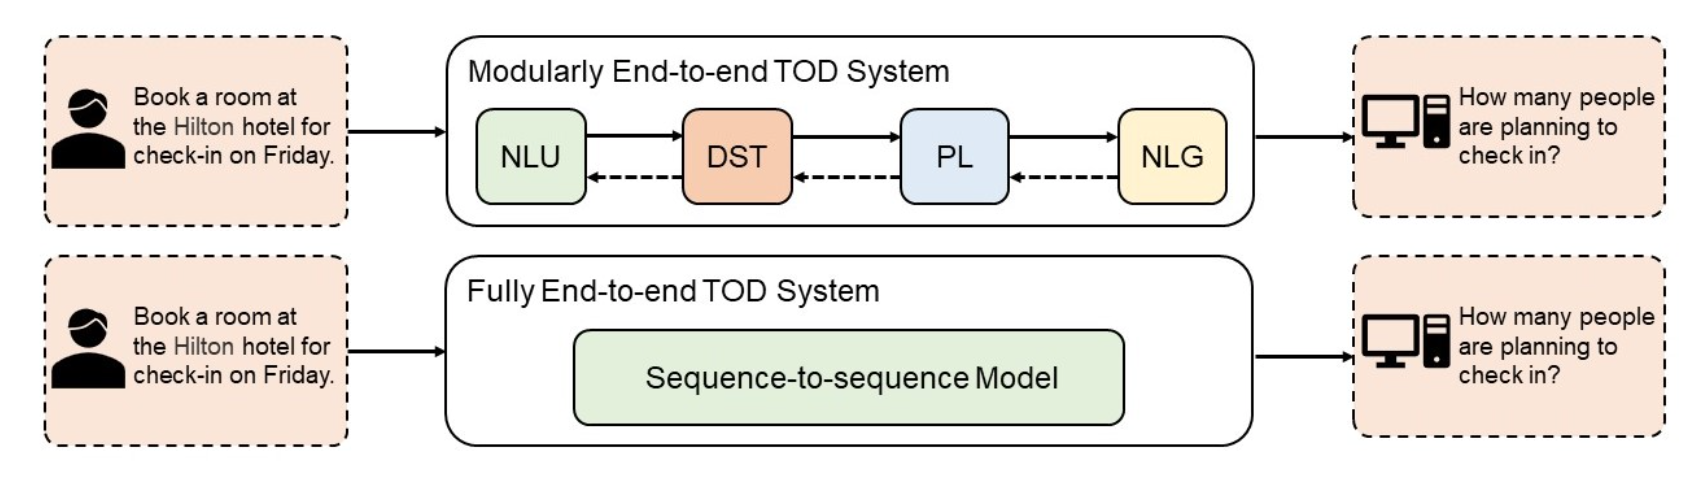 Book a room at
the Hilton hotel for
check-in on Friday.
Modularly End-to-end TOD System
NLU
DST
PL
NLG
How many people
are planning to
check in?
Book a room at
the Hilton hotel for
check-in on Friday.
Fully End-to-end TOD System
Sequence-to-sequence Model
How many people
are planning to
check in?